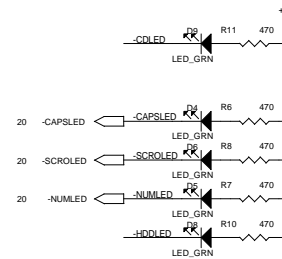 +
D9 R11 470
-CDLED
LED_GRN
D4 R6 470
20 -CAPSLED -CAPSLED
LED_GRN
D6 R8 470
20 -SCROLED -SCROLED
LED_GRN
D5 R7 470
20 -NUMLED -NUMLED
LED_GRN
D8 R10 470
-HDDLED
LED_GRN